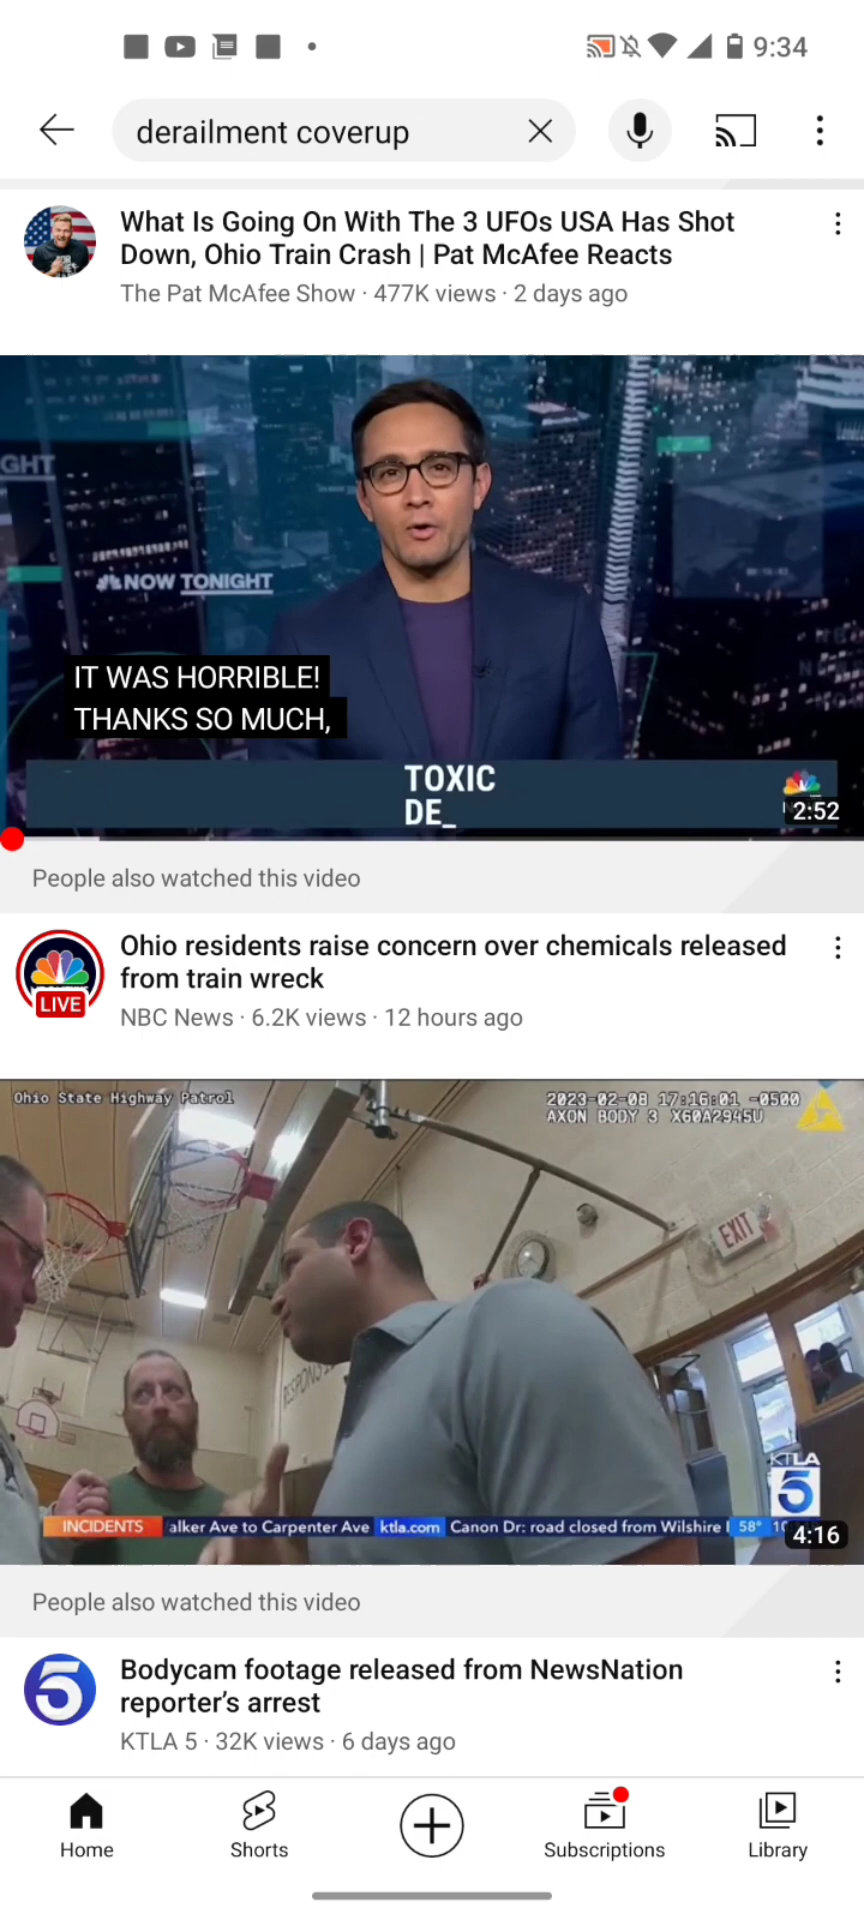 9:34
derailment coverup
What Is Going On With The 3 UFOs USA Has Shot
Down, Ohio Train Crash | Pat McAfee Reacts
The Pat McAfee Show · 477K views · 2 days ago
GHT
NOW TONIGHT
IT WAS HORRIBLE!
THANKS SO MUCH,
TOXIC
DE_
2:52
People also watched this video
Ohio residents raise concern over chemicals released
from train wreck
LIVE
NBC News · 6.2K views · 12 hours ago
Ohio State Highway Patrol
2023-02-08 17:16:01 -0500
AXON BODY 3 X60A2945U
EXIT
KTLA
5
INCIDENTS alker Ave to Carpenter Ave ktla.com Canon Dr: road closed from Wilshire 58°
4:16
People also watched this video
5
Bodycam footage released from NewsNation
reporter's arrest
KTLA 5 · 32K views · 6 days ago
Home
Shorts
Subscriptions
Library